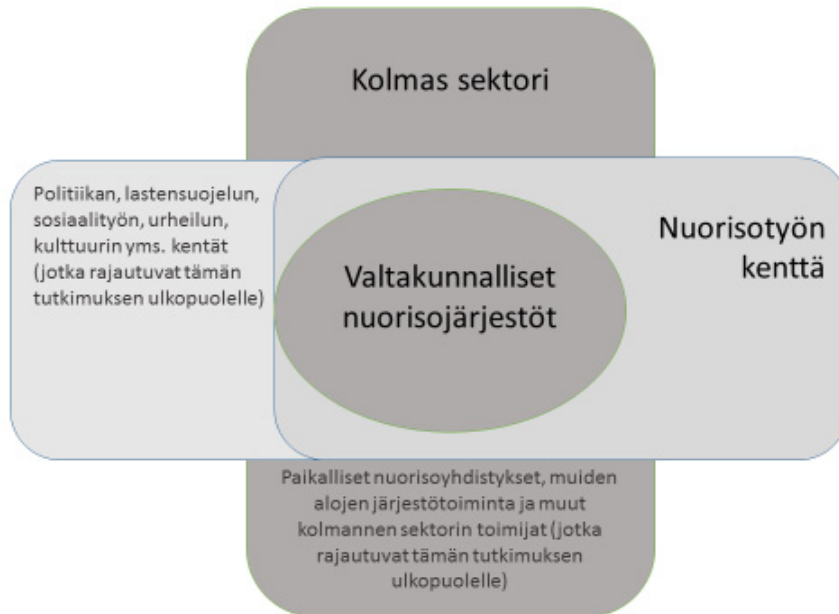 Kolmas sektori
Politiikan, lastensuojelun,
sosiaalityön, urheilun,
kulttuurin yms. kentät
(jotka rajautuvat tämän
tutkimuksen ulkopuolelle)
Valtakunnalliset
nuorisojärjestöt
Nuorisotyön
kenttä
Paikalliset nuorisoyhdistykset, muiden
alojen järjestötoiminta ja muut
kolmannen sektorin toimijat (jotka
rajautuvat tämän tutkimuksen
ulkopuolelle)